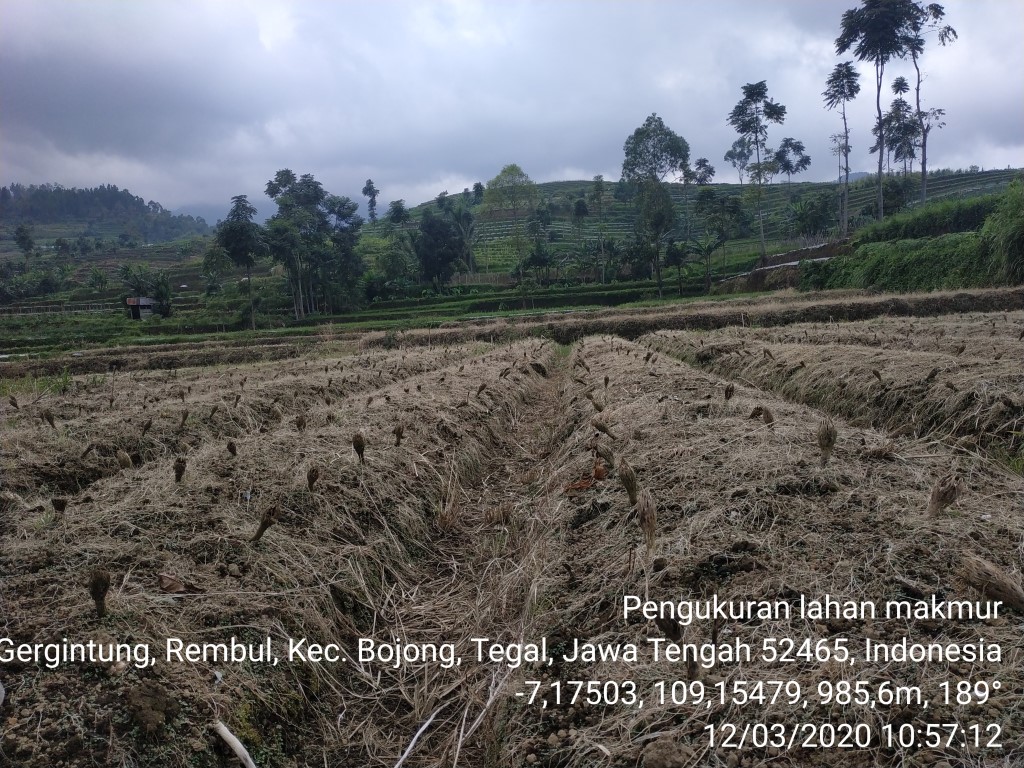 Pengukuran lahan makmur
Gergintung, Rembul, Kec. Bojong, Tegal, Jawa Tengah 52465, Indonesia
-7,17503, 109,15479, 985,6m, 189°
12/03/2020 10:57:12